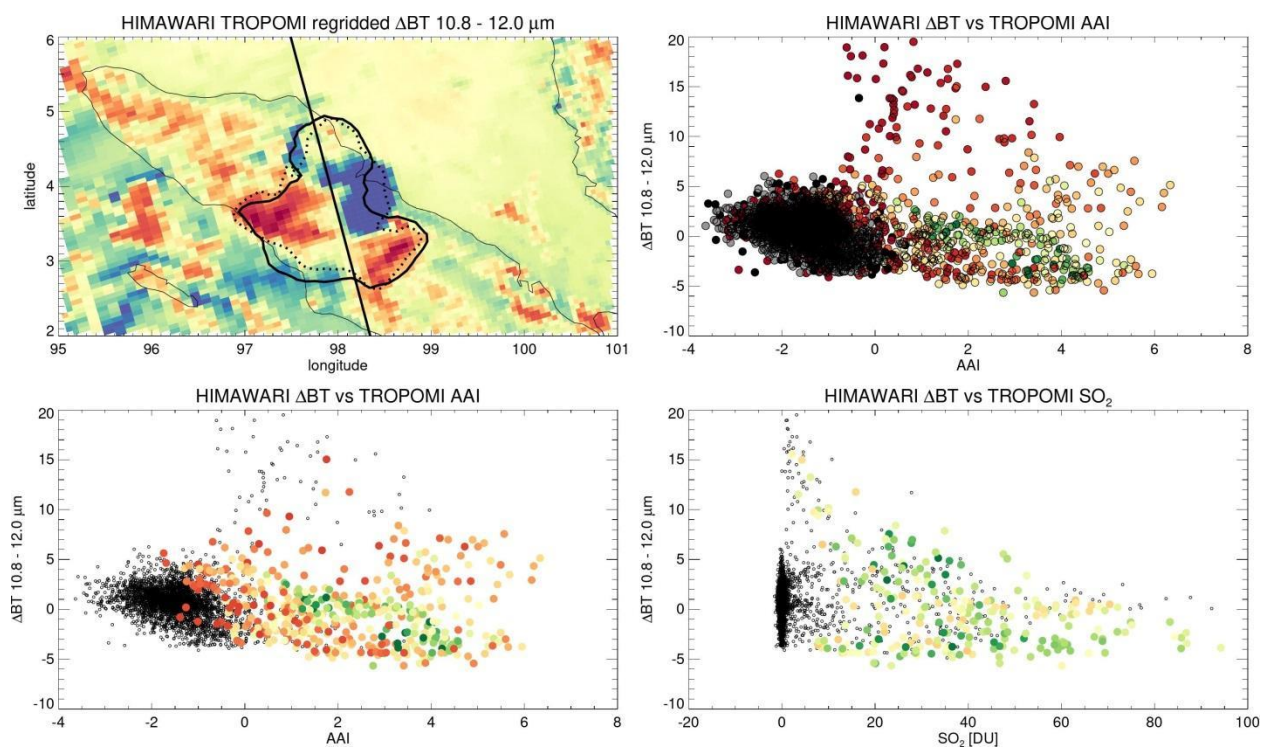 HIMAWARI TROPOMI regridded ΔBT 10.8 - 12.0 μm
6
5
4
3
2
latitude
95 96 97 98 99 100 101
longitude
HIMAWARI ΔBT vs TROPOMI AAI
20
15
10
5
0
-5
-10
ΔBT 10.8 - 12.0 μm
-4 -2 0 2 4 6 8
AAI
HIMAWARI ΔBT vs TROPOMI AAI
20
15
10
5
0
-5
-10
ΔBT 10.8 - 12.0 μm
-4 -2 0 2 4 6 8
AAI
HIMAWARI ΔBT vs TROPOMI SO₂
20
15
10
5
0
-5
-10
ΔBT 10.8 - 12.0 μm
-20 0 20 40 60 80 100
SO₂ [DU]